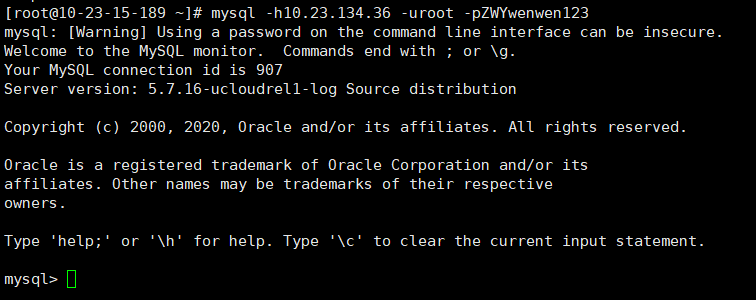 [root@10-23-15-189 ~]# mysql -h10.23.134.36 -uroot -pZWYwenwen123
mysql: [Warning] Using a password on the command line interface can be insecure.
Welcome to the MySQL monitor.  Commands end with ; or \g.
Your MySQL connection id is 907
Server version: 5.7.16-ucloudrel1-log Source distribution

Copyright (c) 2000, 2020, Oracle and/or its affiliates. All rights reserved.

Oracle is a registered trademark of Oracle Corporation and/or its
affiliates. Other names may be trademarks of their respective
owners.

Type 'help;' or '\h' for help. Type '\c' to clear the current input statement.

mysql>